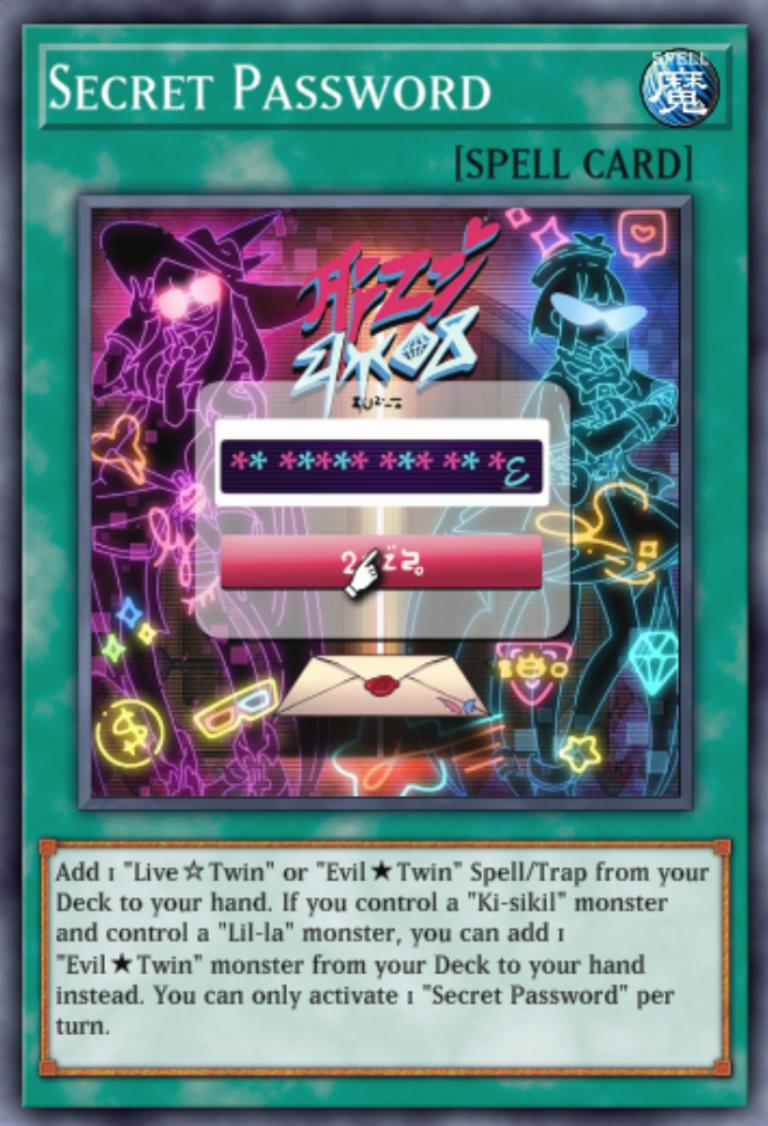 SECRET PASSWORD
SPELL
魔
[SPELL CARD]
** ***** *** ** *
Add 1 "Live☆Twin" or "Evil★Twin" Spell/Trap from your
Deck to your hand. If you control a "Ki-sikil" monster
and control a "Lil-la" monster, you can add 1
"Evil★Twin" monster from your Deck to your hand
instead. You can only activate 1 "Secret Password" per
turn.